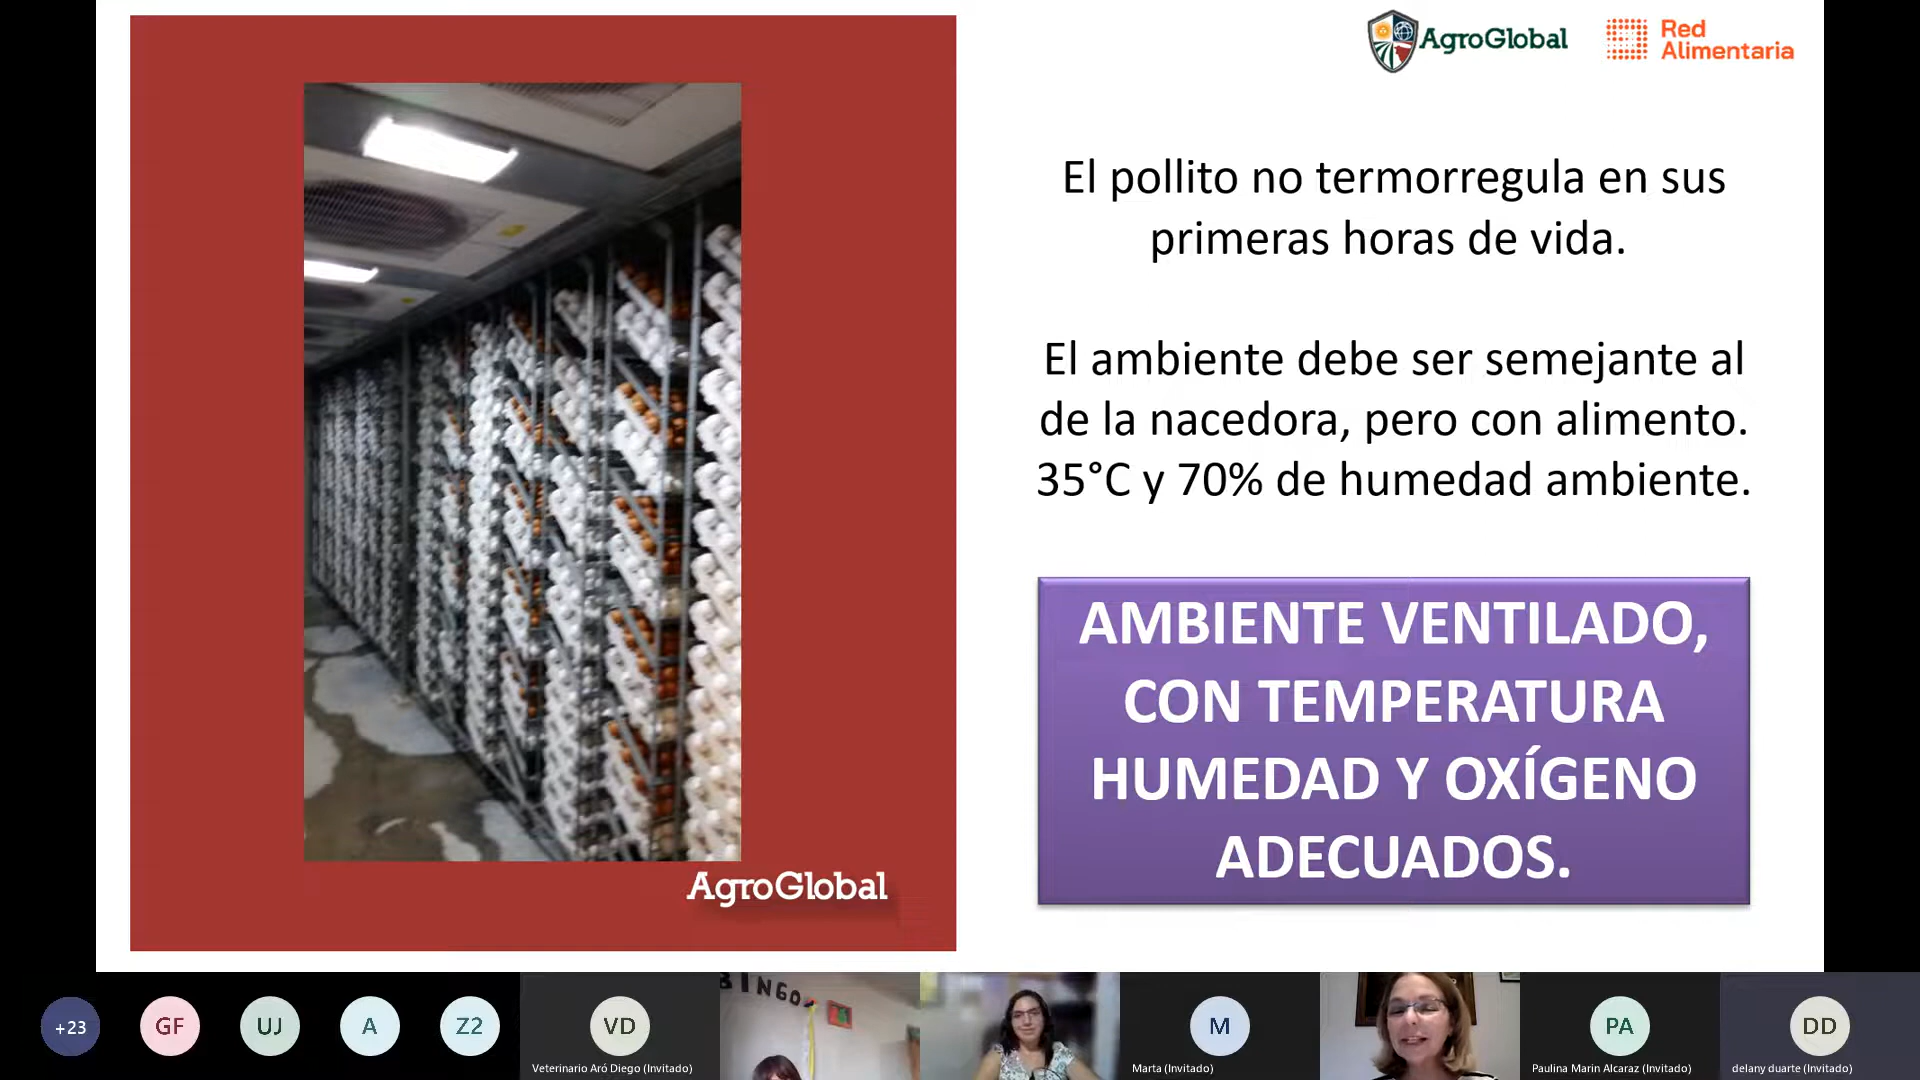 AgroGlobal
Red
Alimentaria
El pollito no termorregula en sus
primeras horas de vida.
El ambiente debe ser semejante al
de la nacedora, pero con alimento.
35°C y 70% de humedad ambiente.
AMBIENTE VENTILADO,
CON TEMPERATURA
HUMEDAD Y OXÍGENO
ADECUADOS.
AgroGlobal
+23
GF
UJ
A
Z2
VD
Veterinario Aró Diego (Invitado)
BINGO
M
Marta (Invitado)
PA
Paulina Marin Alcaraz (Invitado)
DD
delany duarte (Invitado)